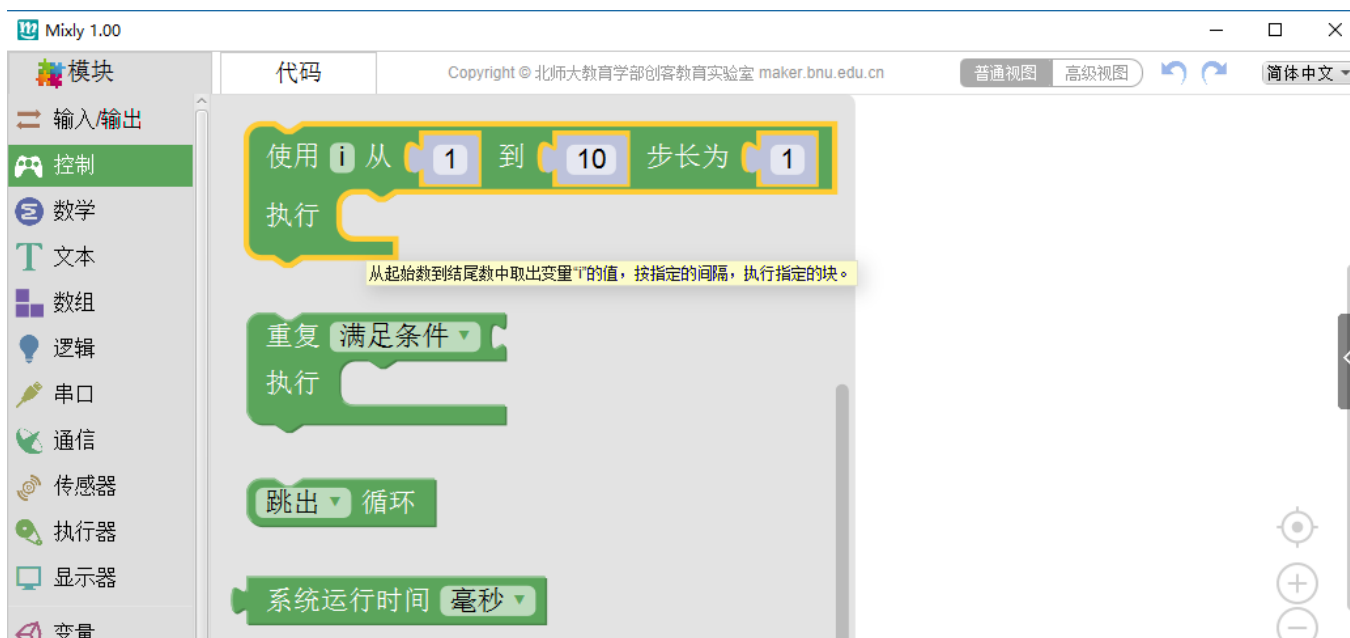 Mixly 1.00
模块
代码
Copyright © 北师大教育学部创客教育实验室 maker.bnu.edu.cn
普通视图
高级视图
简体中文
输入/输出
控制
数学
文本
数组
逻辑
串口
通信
传感器
执行器
显示器
变量
使用 i 从 1 到 10 步长为 1
执行
从起始数到结尾数中取出变量"i"的值，按指定的间隔，执行指定的块。
重复 满足条件
执行
跳出 循环
系统运行时间 毫秒